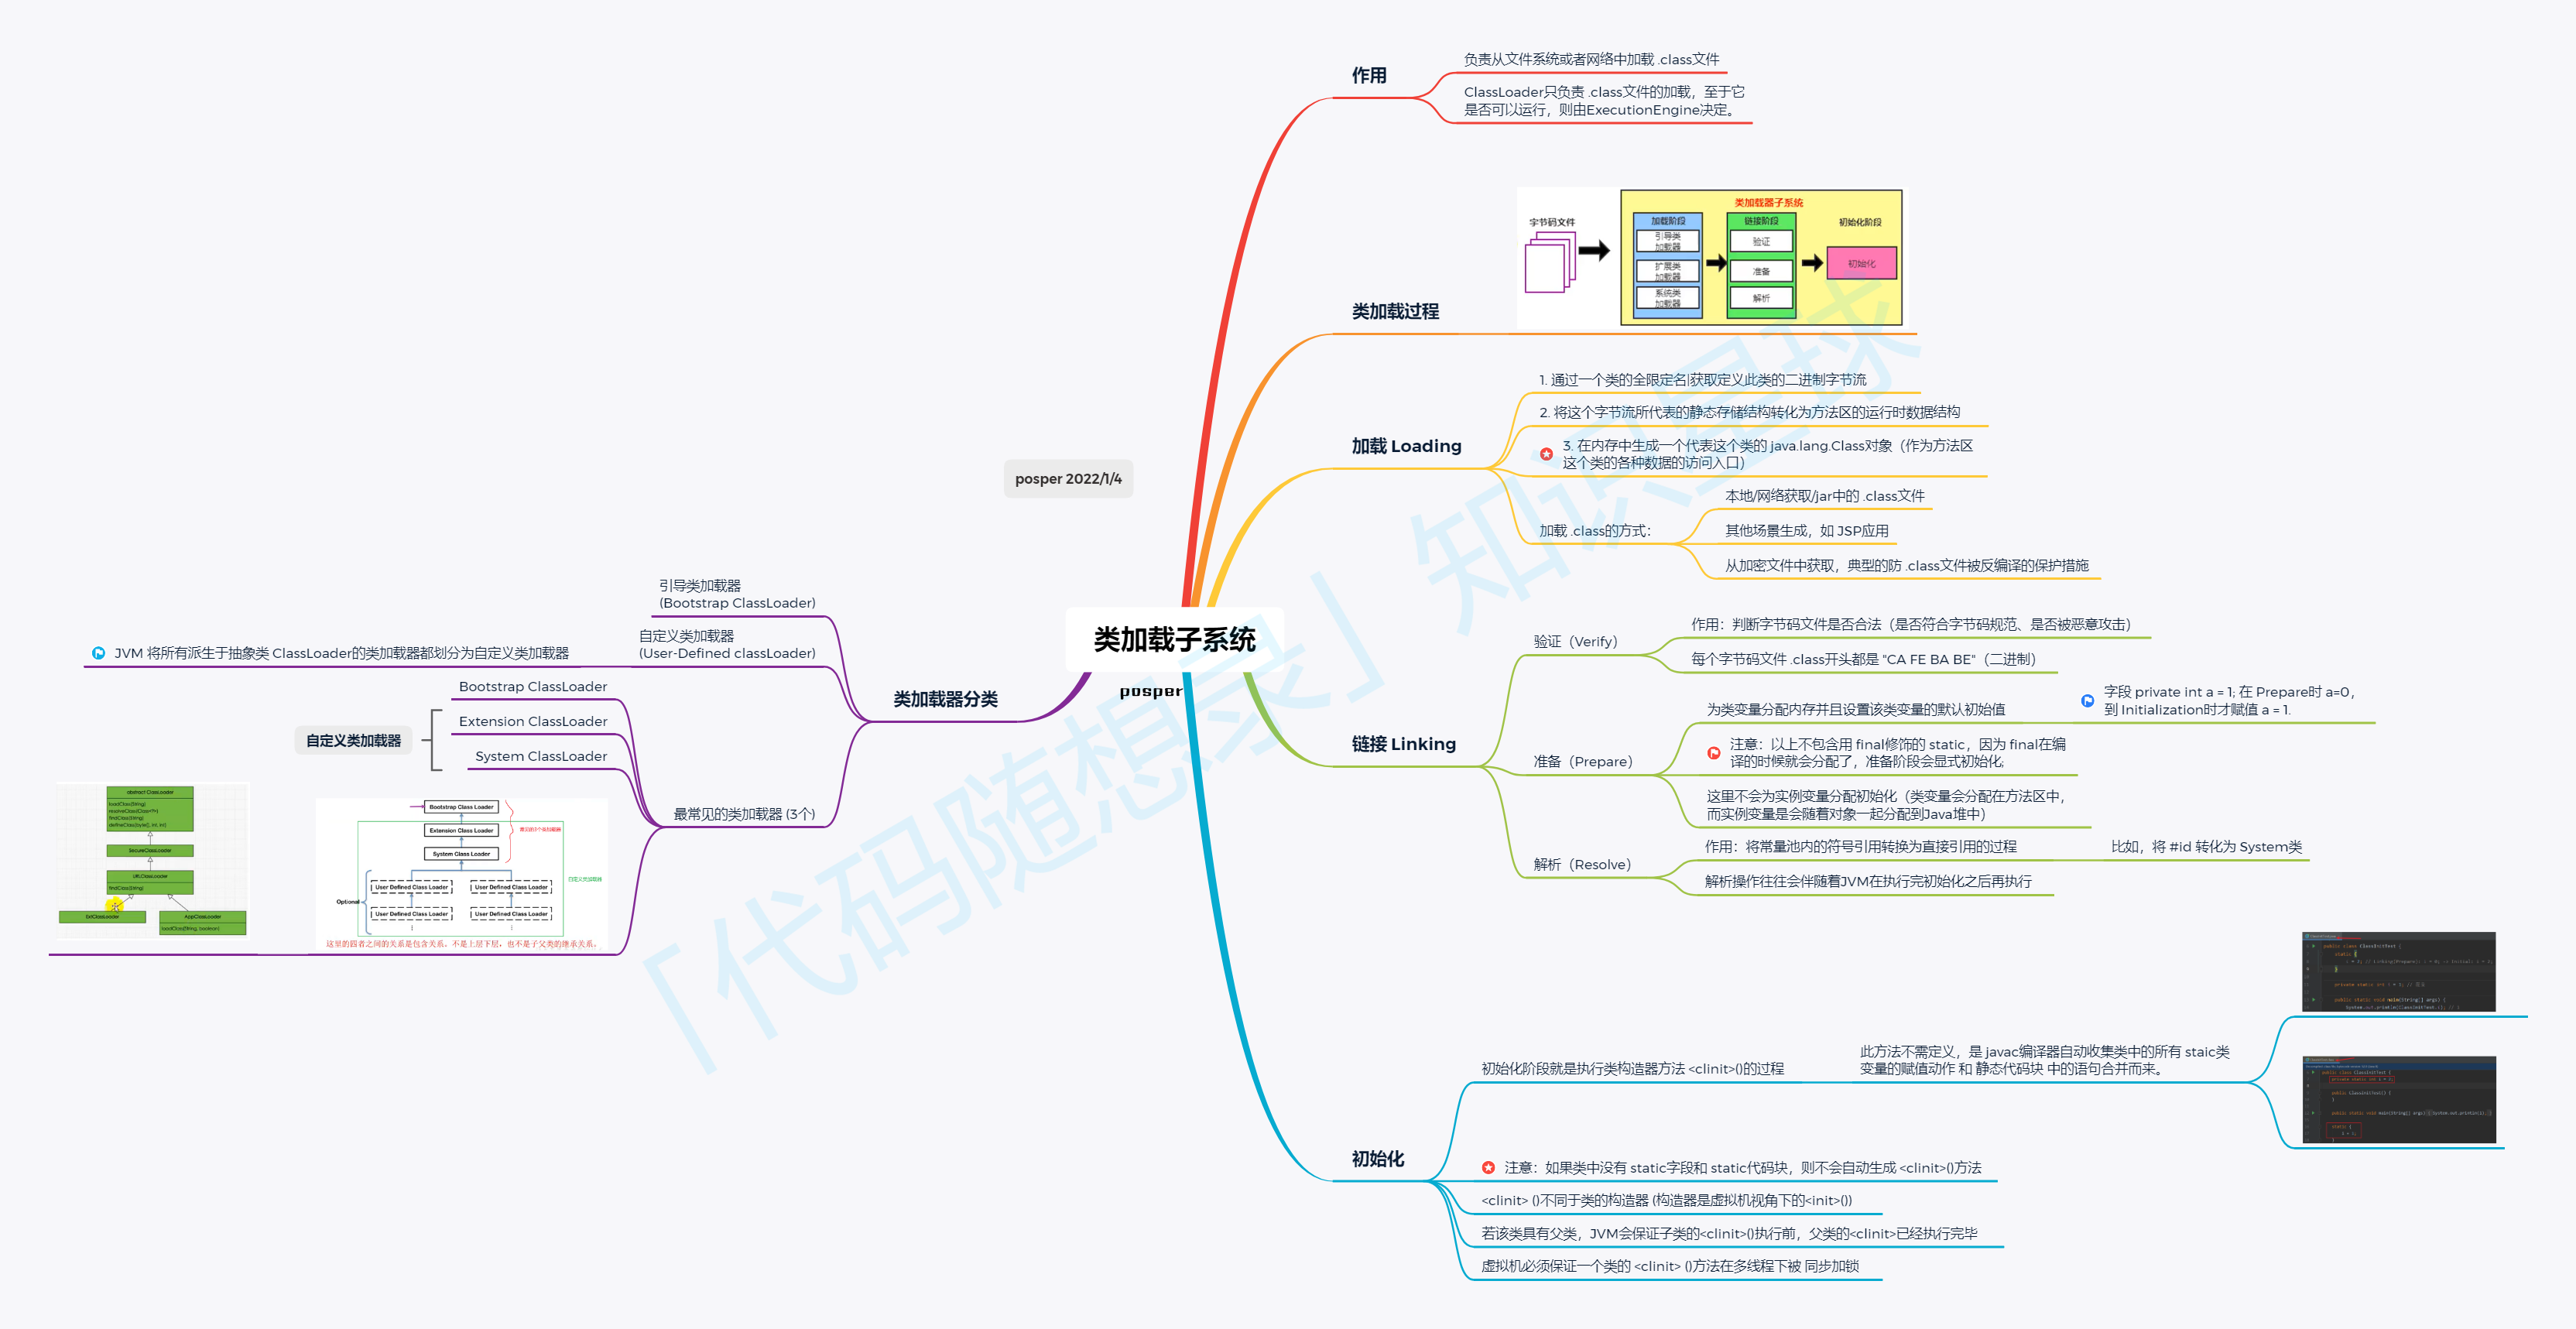 作用
负责从文件系统或者网络中加载 .class文件
ClassLoader只负责 .class文件的加载，至于它
是否可以运行，则由ExecutionEngine决定。
类加载过程
字节码文件
类加载器子系统
加载阶段
引导类
加载器
扩展类
加载器
系统类
加载器
链接阶段
验证
准备
解析
初始化阶段
初始化
加载 Loading
1. 通过一个类的全限定名|获取定义此类的二进制字节流
2. 将这个字节流所代表的静态存储结构转化为方法区的运行时数据结构
3. 在内存中生成一个代表这个类的 java.lang.Class对象（作为方法区
这个类的各种数据的访问入口）
加载 .class的方式：
本地/网络获取/jar中的 .class文件
其他场景生成，如 JSP应用
从加密文件中获取，典型的防 .class文件被反编译的保护措施
链接 Linking
验证（Verify）
作用：判断字节码文件是否合法（是否符合字节码规范、是否被恶意攻击）
每个字节码文件 .class开头都是 "CA FE BA BE"（二进制）
准备（Prepare）
为类变量分配内存并且设置该类变量的默认初始值
字段 private int a = 1; 在 Prepare时 a=0，
到 Initialization时才赋值 a = 1.
注意：以上不包含用 final修饰的 static，因为 final在编
译的时候就会分配了，准备阶段会显式初始化;
这里不会为实例变量分配初始化（类变量会分配在方法区中，
而实例变量是会随着对象一起分配到Java堆中）
解析（Resolve）
作用：将常量池内的符号引用转换为直接引用的过程
比如，将 #id 转化为 System类
解析操作往往会伴随着JVM在执行完初始化之后再执行
初始化
初始化阶段就是执行类构造器方法 <clinit>()的过程
此方法不需定义，是 javac编译器自动收集类中的所有 staic类
变量的赋值动作 和 静态代码块 中的语句合并而来。
public class ClassInitTest {
static {
public static void main(String[] args) {
public class ClassInitTest {
注意：如果类中没有 static字段和 static代码块，则不会自动生成 <clinit>()方法
<clinit> ()不同于类的构造器 (构造器是虚拟机视角下的<init>())
若该类具有父类，JVM会保证子类的<clinit>()执行前，父类的<clinit>已经执行完毕
虚拟机必须保证一个类的 <clinit> ()方法在多线程下被 同步加锁
posper 2022/1/4
类加载子系统
posper
类加载器分类
引导类加载器
(Bootstrap ClassLoader)
自定义类加载器
(User-Defined classLoader)
JVM 将所有派生于抽象类 ClassLoader的类加载器都划分为自定义类加载器
最常见的类加载器 (3个)
Bootstrap ClassLoader
Extension ClassLoader
System ClassLoader
自定义类加载器
Bootstrap Class Loader
Extension Class Loader
System Class Loader
常见的3个类加载器
自定义类加载器
Optional
User Defined Class Loader
User Defined Class Loader
User Defined Class Loader
User Defined Class Loader
这里的四者之间的关系是包含关系。不是上层下层，也不是子父类的继承关系。
abstract ClassLoader
loadClass(String)
resolveClass(Class<?>)
findClass(String)
defineClass(byte[], int, int)
SecureClassLoader
URLClassLoader
findClass(String)
ExtClassLoader
AppClassLoader
loadClass(String, boolean)
「代码随想录」知识星球